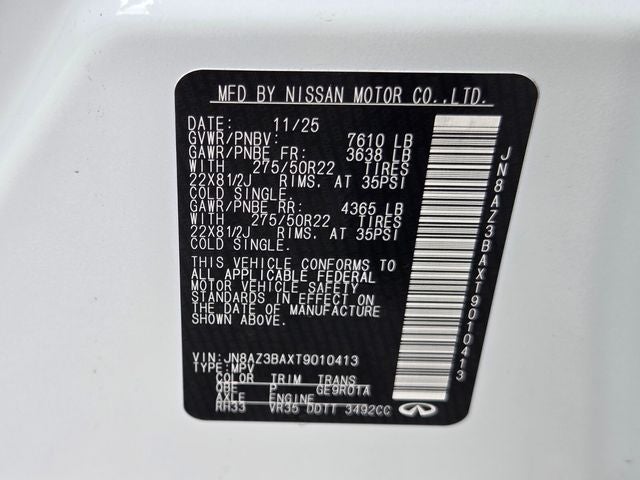 MFD BY NISSAN MOTOR CO.,LTD.
DATE: 11/25
GVWR/PNBV: 7610 LB
GAWR/PNBE FR: 3638 LB
WITH 275/50R22 TIRES
22X81/2J RIMS. AT 35PSI
COLD SINGLE.
GAWR/PNBE RR: 4365 LB
WITH 275/50R22 TIRES
22X81/2J RIMS. AT 35PSI
COLD SINGLE.
THIS VEHICLE CONFORMS TO
ALL APPLICABLE FEDERAL
MOTOR VEHICLE SAFETY
STANDARDS IN EFFECT ON
THE DATE OF MANUFACTURE
SHOWN ABOVE.
VIN: JN8AZ3BAXT9010413
TYPE: MPV
COLOR TRIM TRANS
QBE P GE9R01A
AXLE ENGINE
RH33 VR35 DDTT 3492CC
JN8AZ3BAXT9010413